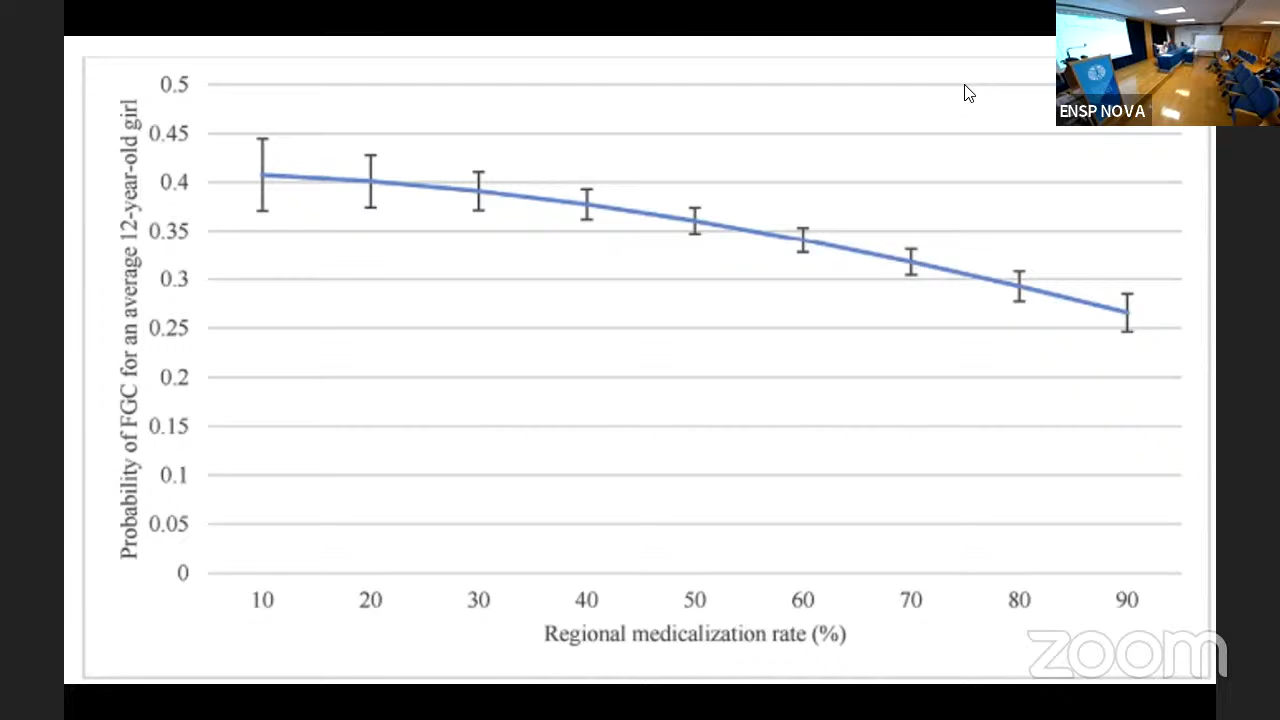 ENSP NOVA
Probability of FGC for an average 12-year-old girl
0.5
0.45
0.4
0.35
0.3
0.25
0.2
0.15
0.1
0.05
0
10 20 30 40 50 60 70 80 90
Regional medicalization rate (%)
zoom